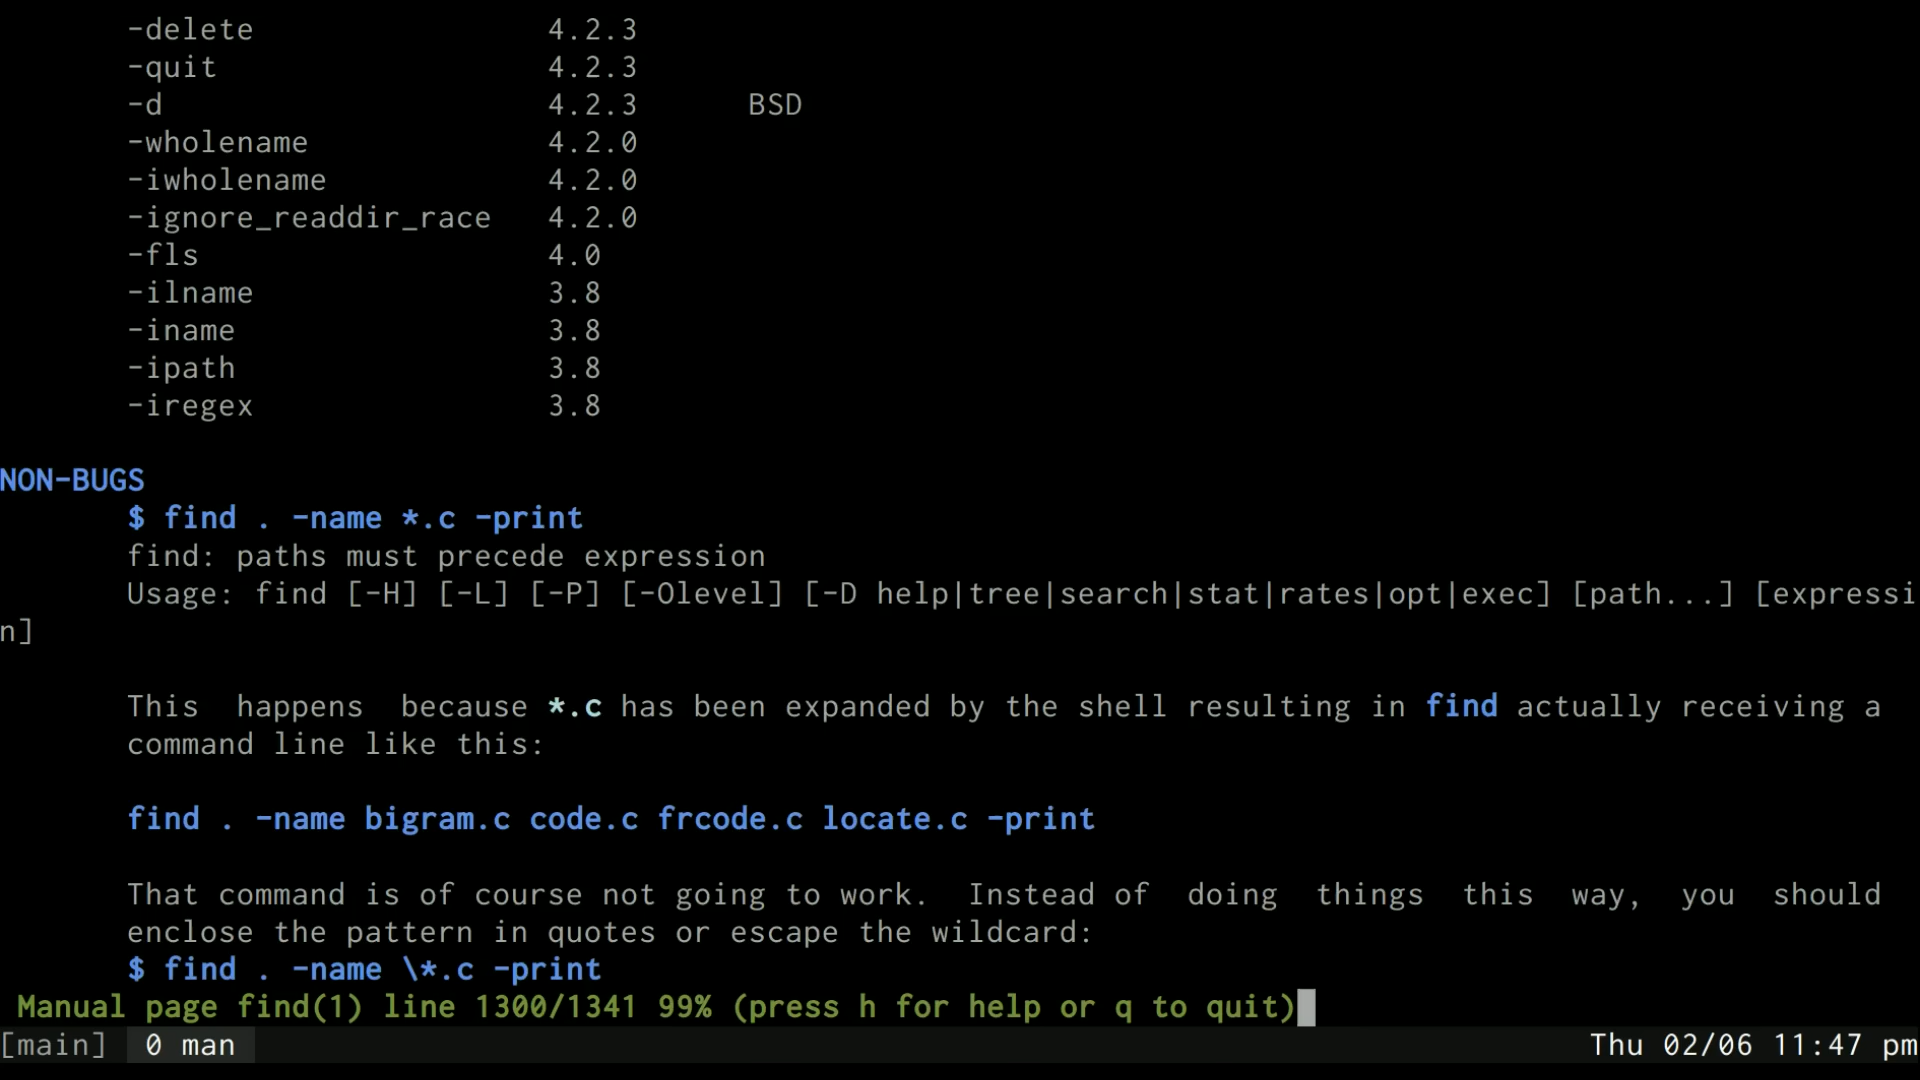 -delete 4.2.3
-quit 4.2.3
-d 4.2.3 BSD
-wholename 4.2.0
-iwholename 4.2.0
-ignore_readdir_race 4.2.0
-fls 4.0
-ilname 3.8
-iname 3.8
-ipath 3.8
-iregex 3.8
NON-BUGS
$ find . -name *.c -print
find: paths must precede expression
Usage: find [-H] [-L] [-P] [-Olevel] [-D help|tree|search|stat|rates|opt|exec] [path...] [expressi
n]
This happens because *.c has been expanded by the shell resulting in find actually receiving a
command line like this:
find . -name bigram.c code.c frcode.c locate.c -print
That command is of course not going to work. Instead of doing things this way, you should
enclose the pattern in quotes or escape the wildcard:
$ find . -name \*.c -print
Manual page find(1) line 1300/1341 99% (press h for help or q to quit)
[main] 0 man Thu 02/06 11:47 pm